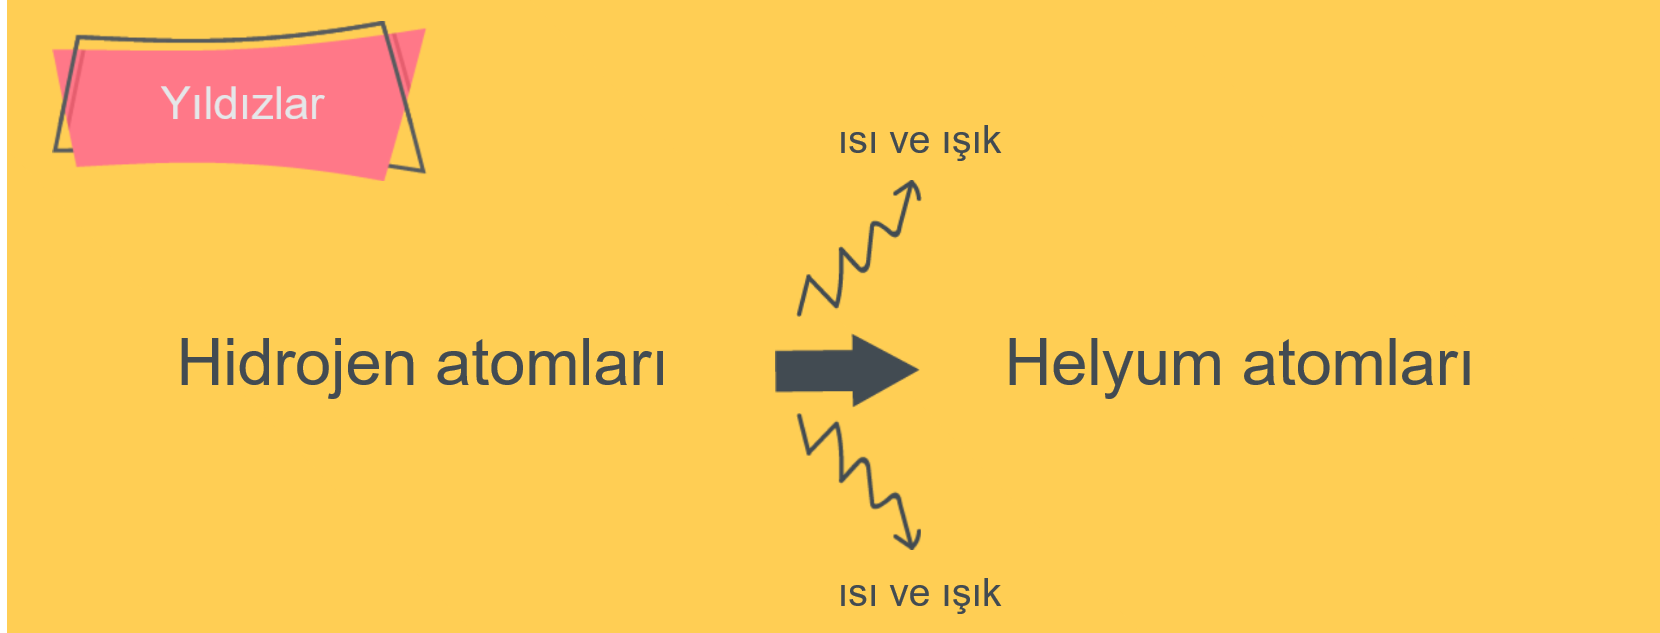 Yıldızlar
ısı ve ışık
Hidrojen atomları
Helyum atomları
ısı ve ışık